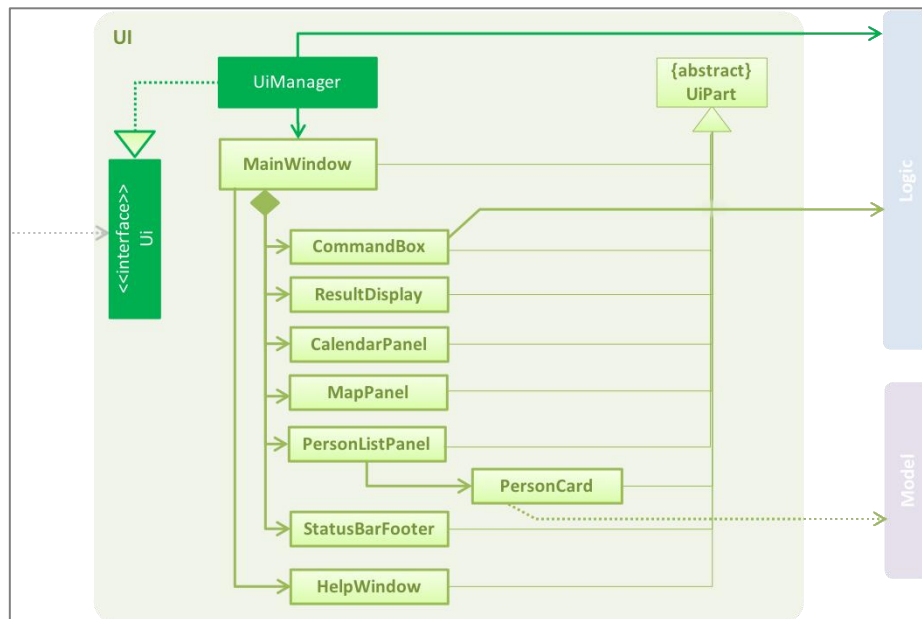 UI
UiManager
{abstract}
UiPart
MainWindow
<<interface>>
Ui
CommandBox
ResultDisplay
CalendarPanel
MapPanel
PersonListPanel
PersonCard
StatusBarFooter
HelpWindow
Logic
Model